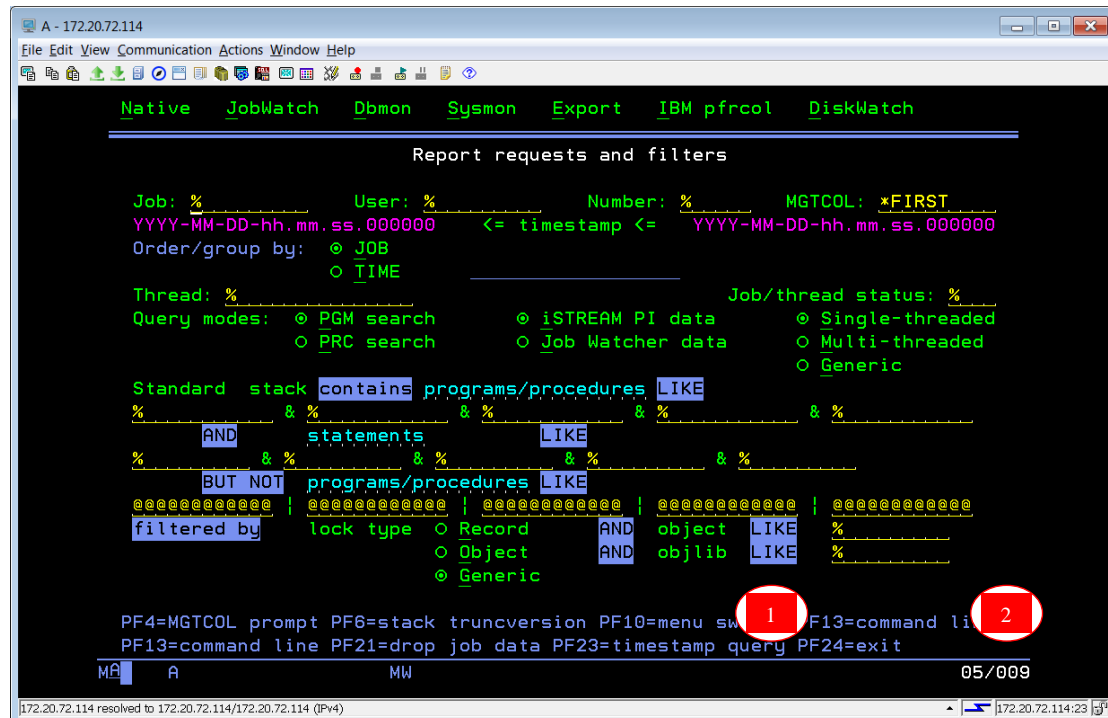 A - 172.20.72.114
File Edit View Communication Actions Window Help
Native JobWatch Dbmon Sysmon Export IBM pfrcol DiskWatch
Report requests and filters
Job: % User: % Number: % MGTCOL: *FIRST
YYYY-MM-DD-hh.mm.ss.000000 <= timestamp <= YYYY-MM-DD-hh.mm.ss.000000
Order/group by: JOB
TIME
Thread: % Job/thread status: %
Query modes: PGM search iSTREAM PI data Single-threaded
PRC search Job Watcher data Multi-threaded
Generic
Standard stack contains programs/procedures LIKE
% & % & % & % & %
AND statements LIKE
% & % & % & % & %
BUT NOT programs/procedures LIKE
@@@@@@@@@@@@ | @@@@@@@@@@@@ | @@@@@@@@@@@@ | @@@@@@@@@@@@ | @@@@@@@@@@@@
filtered by lock type Record AND object LIKE %
Object AND objlib LIKE %
Generic
PF4=MGTCOL prompt PF6=stack truncversion PF10=menu sw 1 PF13=command li 2
PF13=command line PF21=drop job data PF23=timestamp query PF24=exit
MA A MW 05/009
172.20.72.114 resolved to 172.20.72.114/172.20.72.114 (IPv4) 172.20.72.114:23